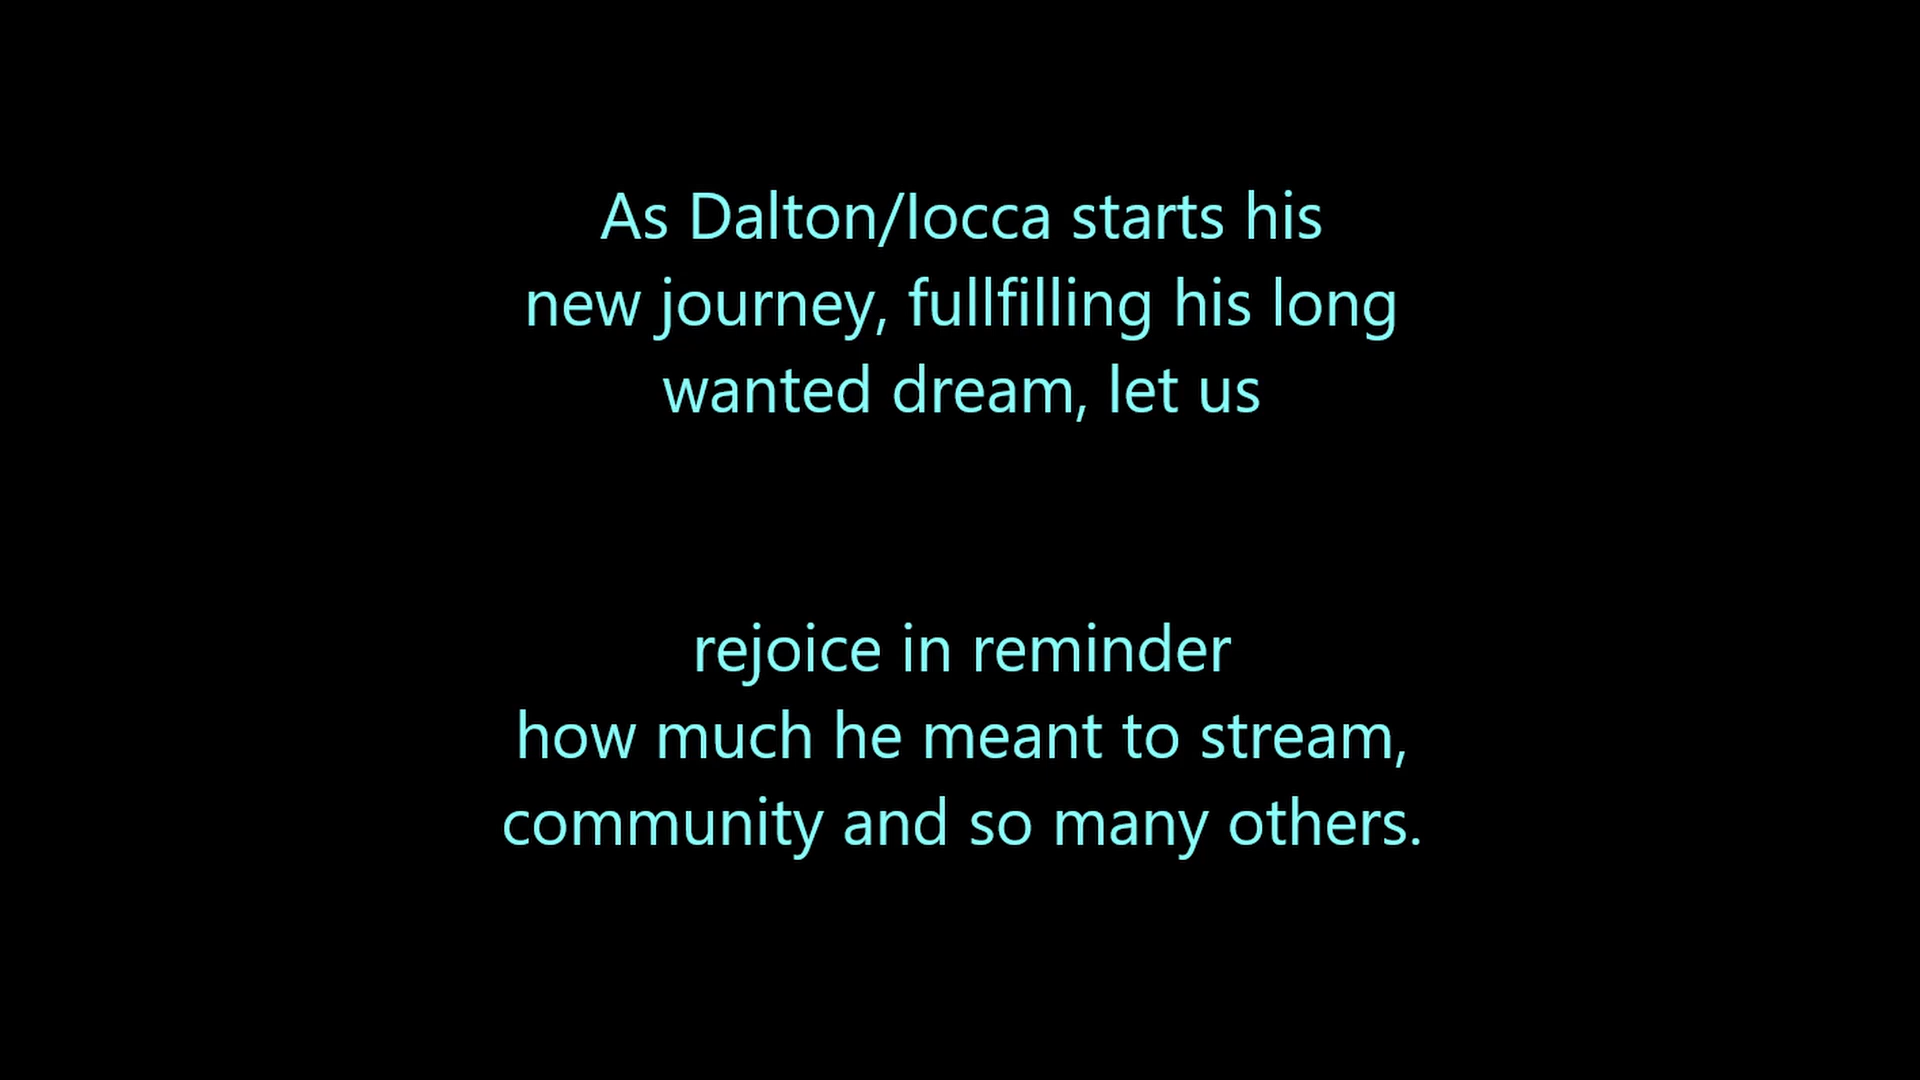 As Dalton/Iocca starts his
new journey, fullfilling his long
wanted dream, let us
rejoice in reminder
how much he meant to stream,
community and so many others.